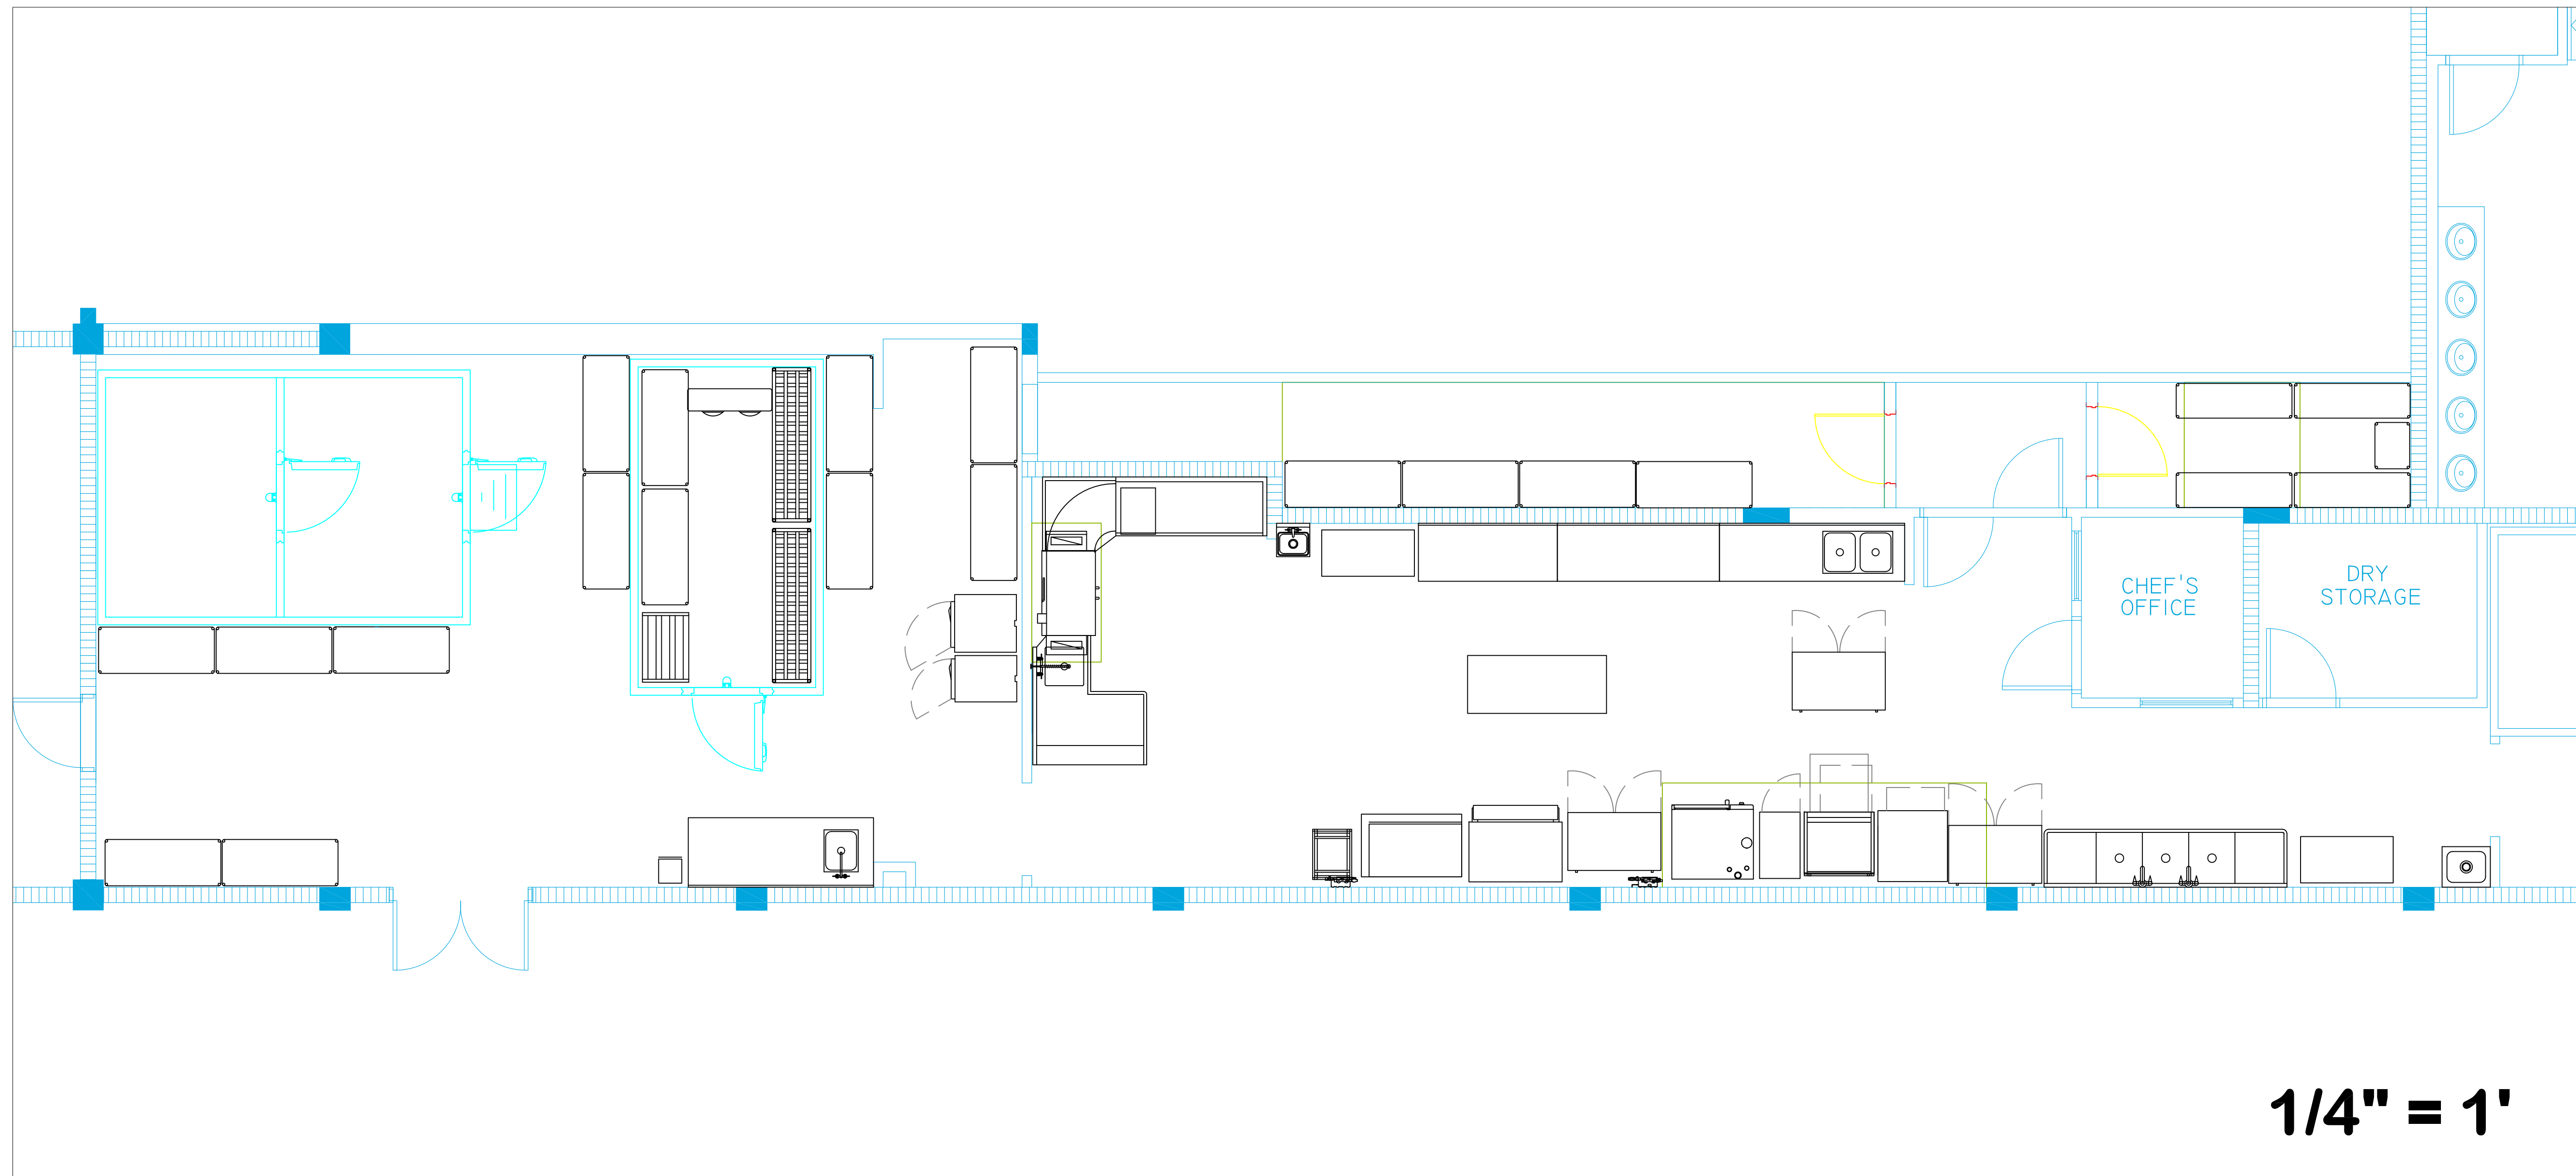 CHEF'S
OFFICE
DRY
STORAGE
1/4" = 1'